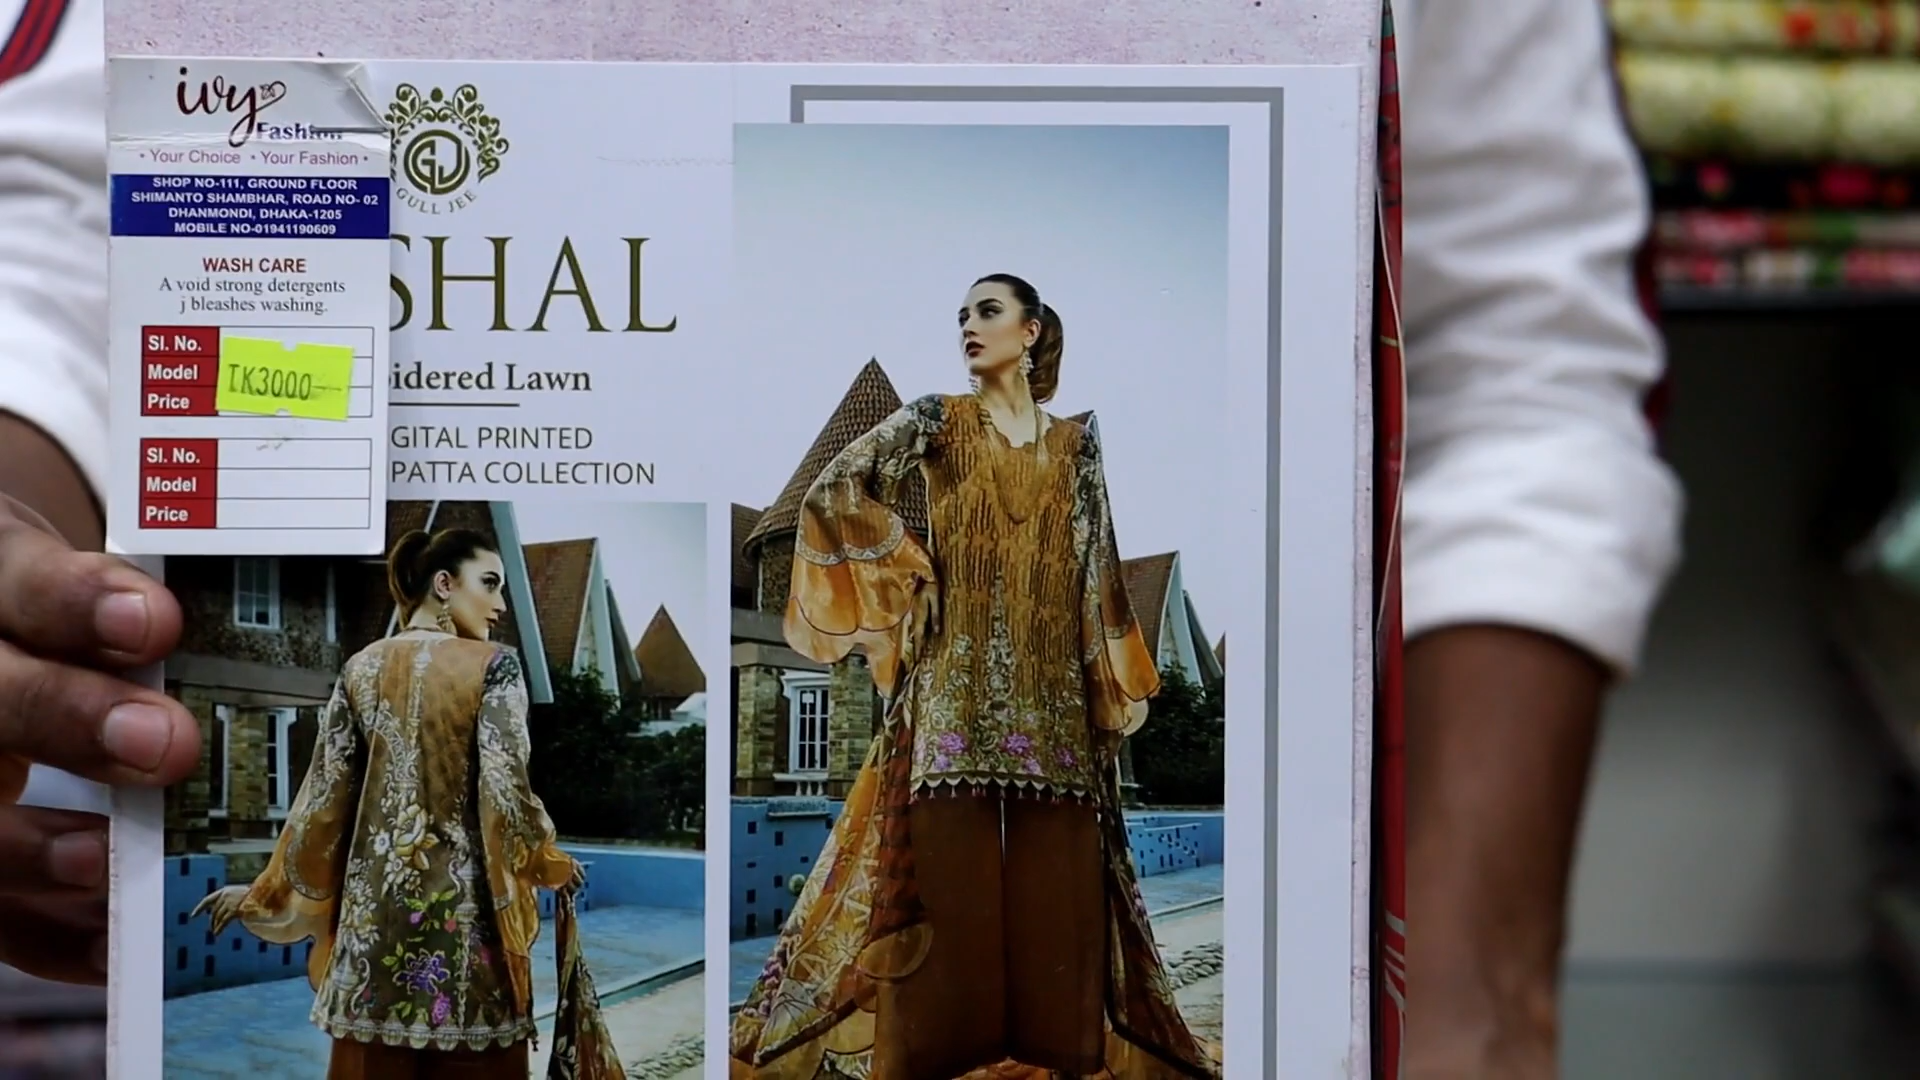 ivy
Fashion
• Your Choice • Your Fashion •
SHOP NO-111, GROUND FLOOR
SHIMANTO SHAMBHAR, ROAD NO- 02
DHANMONDI, DHAKA-1205
MOBILE NO-01941190609
WASH CARE
A void strong detergents
j bleashes washing.
Sl. No.
Model
Price
TK3000
Sl. No.
Model
Price
GJ
GULL JEE
SHAL
idered Lawn
GITAL PRINTED
PATTA COLLECTION